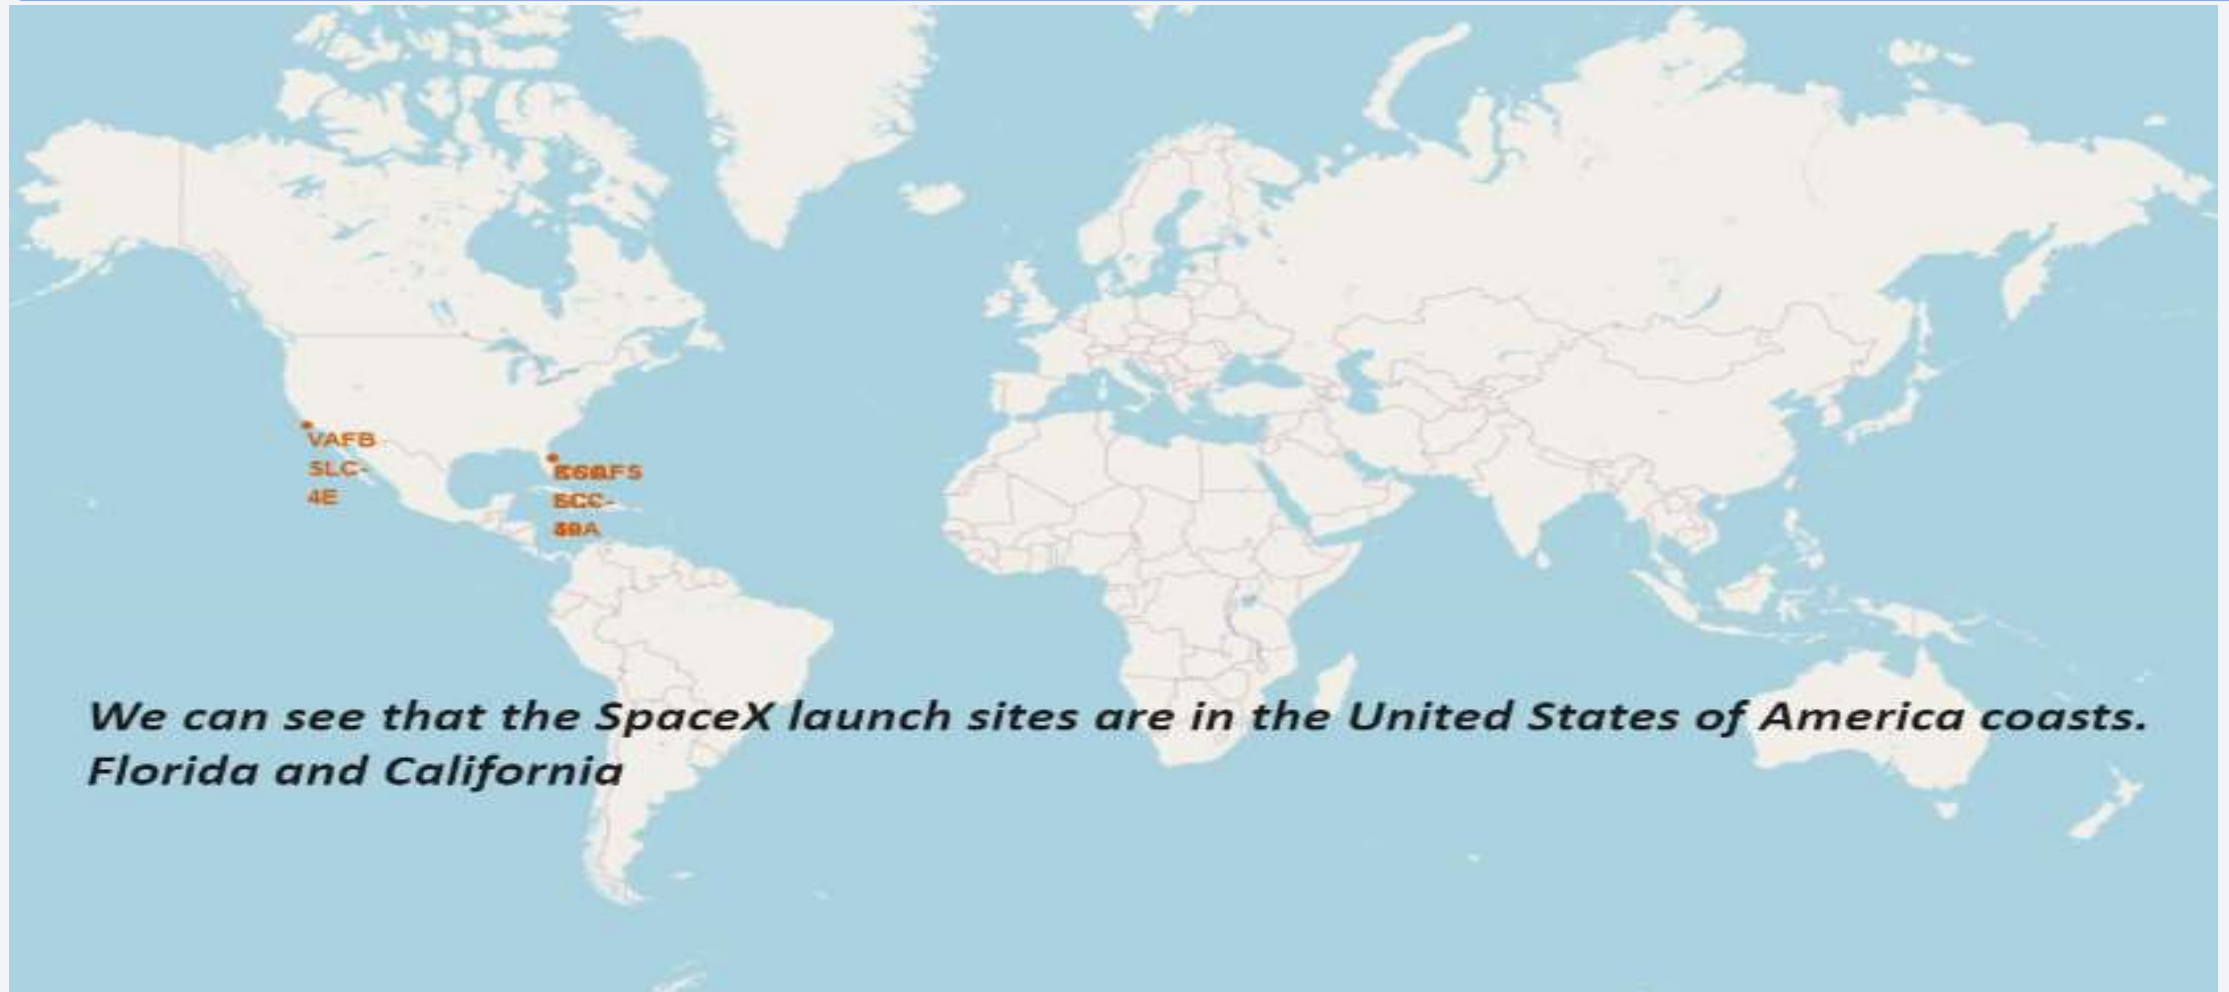 VAFB
SLC-
4E
We can see that the SpaceX launch sites are in the United States of America coasts.
Florida and California